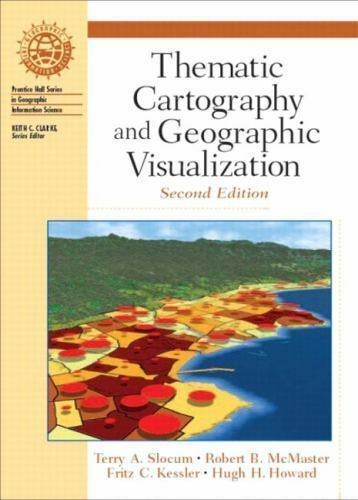 Prentice Hall Series
in Geographic
Information Science
KEITH C. CLARKE
Series Editor
Thematic
Cartography
and Geographic
Visualization
Second Edition
Terry A. Slocum • Robert B. McMaster
Fritz C. Kessler • Hugh H. Howard